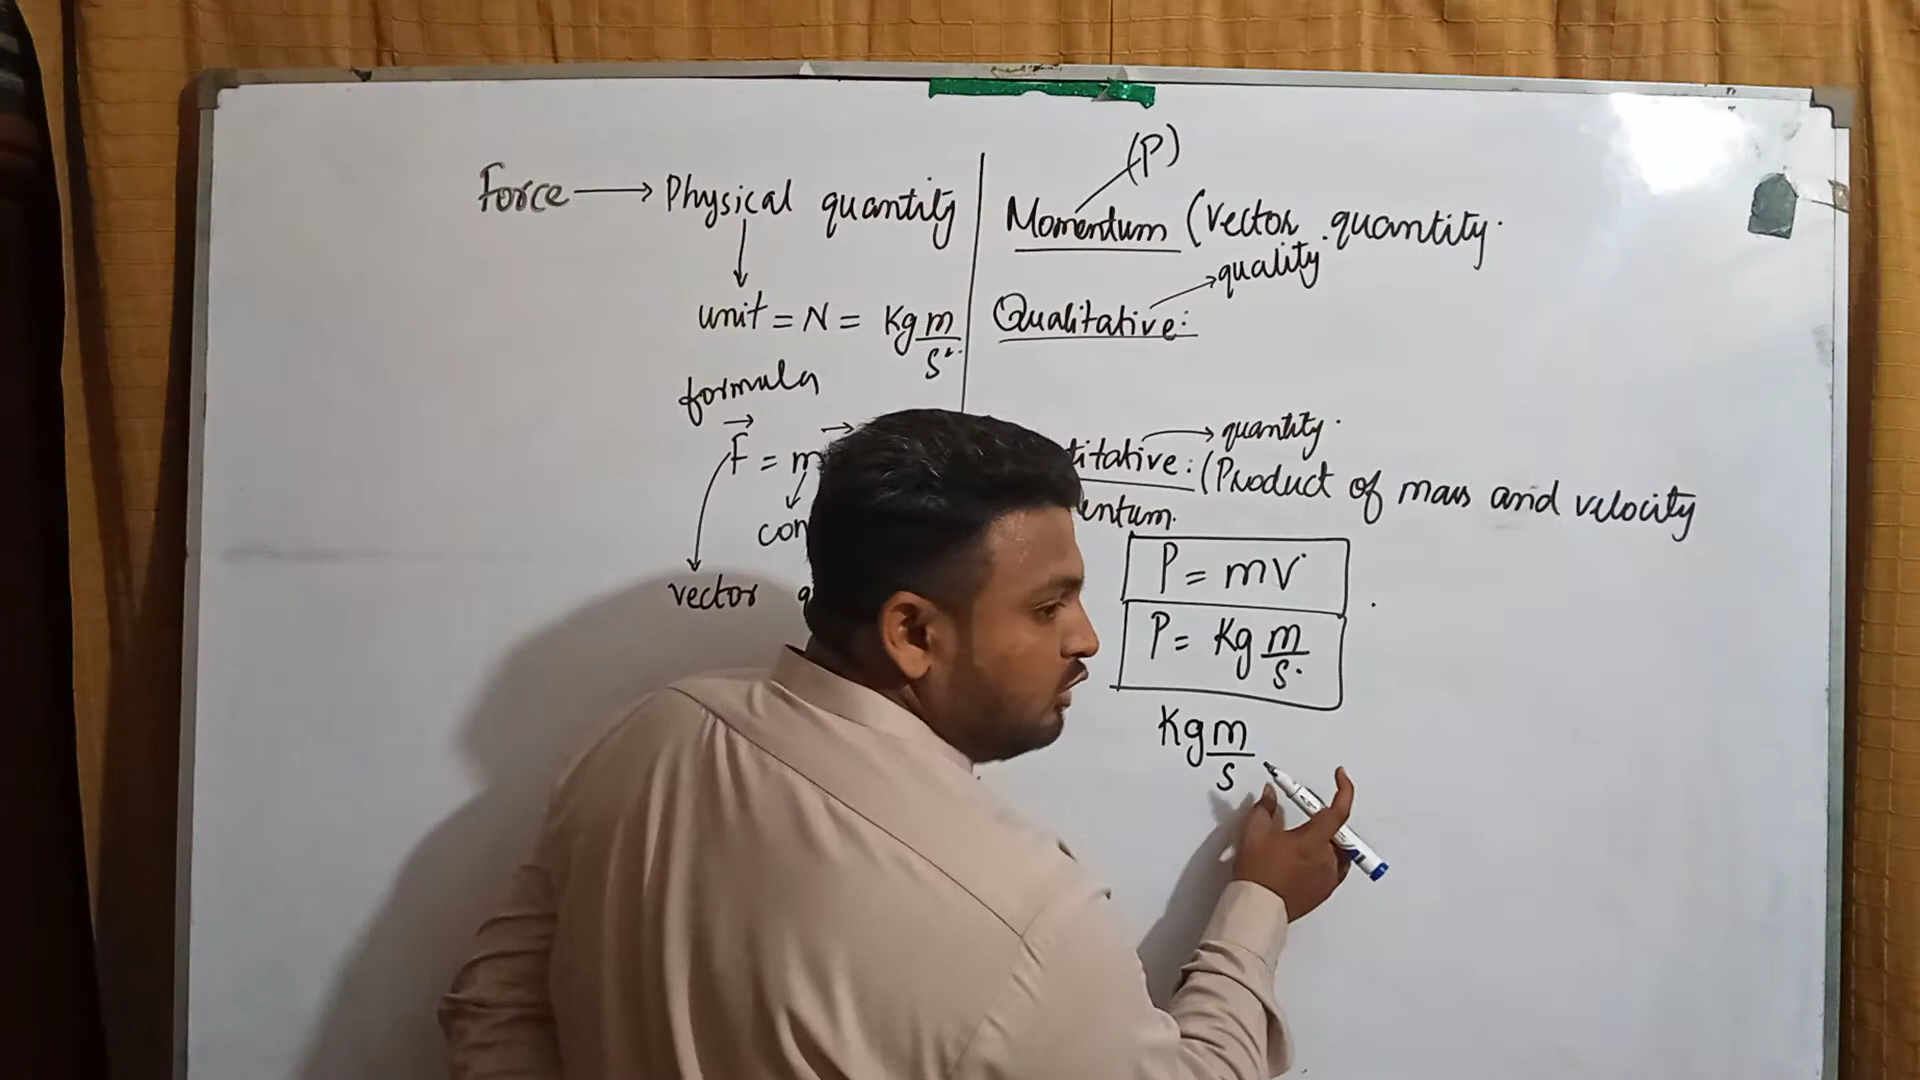 Force → Physical quantity
unit = N = Kg m/s²
formula
F = m
con
vector q
(P)
Momentum (vector quantity.
Qualitative: → quality.
titative: → quantity.
(Product of mass and velocity
entum.
P = mv
P = Kg m/s.
Kg m/s